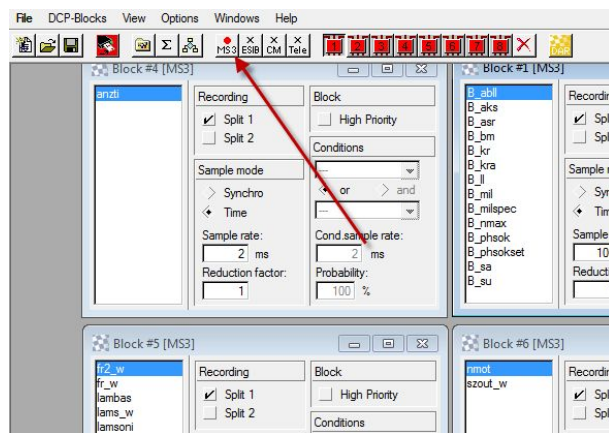 File DCP-Blocks View Options Windows Help
Σ MS3 ESIB CM Tele 1 2 3 4 5 6 7 8 DAP
Block #4 [MS3]
anzti
Recording
Split 1
Split 2
Sample mode
Synchro
Time
Sample rate:
2 ms
Reduction factor:
1
Block
High Priority
Conditions
---
or and
---
Cond.sample rate:
2 ms
Probability:
100 %
Block #1 [MS3]
B_abll
B_aks
B_asr
B_bm
B_kr
B_kra
B_ll
B_mil
B_milspec
B_nmax
B_phsok
B_phsokset
B_sa
B_su
Recordin
Spl
Spl
Sample r
Syn
Tim
Sample
10
Reducti
Block #5 [MS3]
fr2_w
fr_w
lambas
lams_w
lamsoni
Recording
Split 1
Split 2
Block
High Priority
Conditions
Block #6 [MS3]
nmot
szout_w
Recordin
Spl
Spl